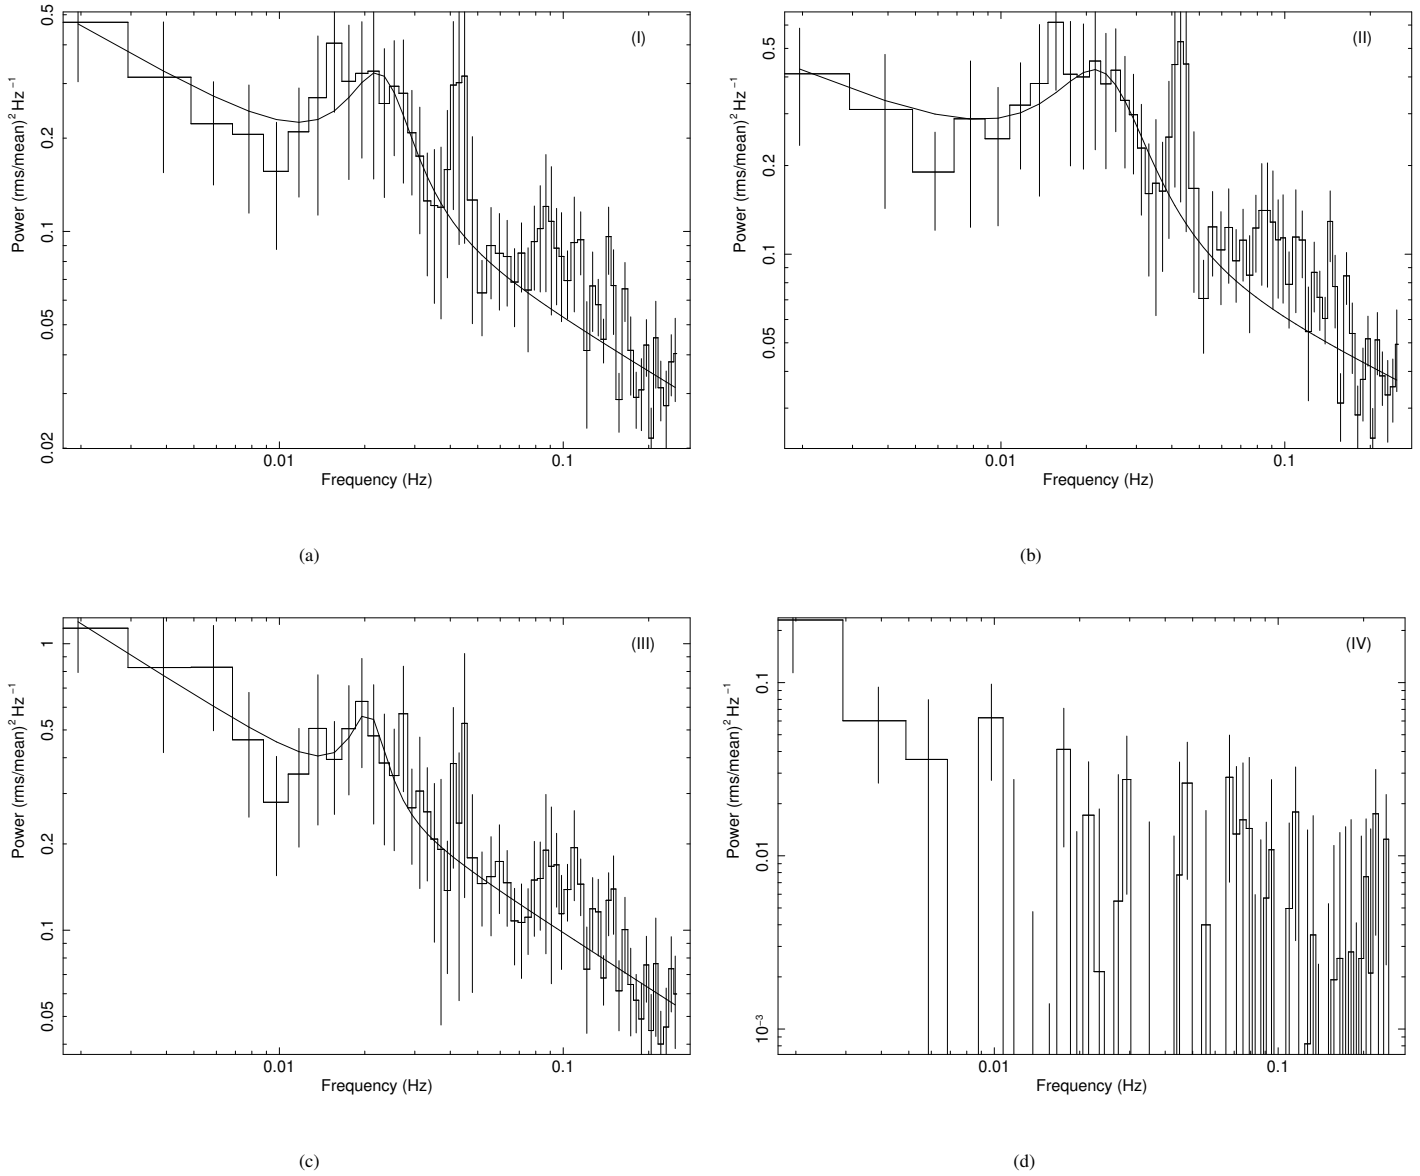 (I)
0.5
0.2
0.1
0.05
0.02
Power (rms/mean)² Hz⁻¹
0.01 0.1
Frequency (Hz)
(a)
(II)
0.5
0.2
0.1
0.05
Power (rms/mean)² Hz⁻¹
0.01 0.1
Frequency (Hz)
(b)
(III)
1
0.5
0.2
0.1
0.05
Power (rms/mean)² Hz⁻¹
0.01 0.1
Frequency (Hz)
(c)
(IV)
0.1
0.01
10⁻³
Power (rms/mean)² Hz⁻¹
0.01 0.1
Frequency (Hz)
(d)